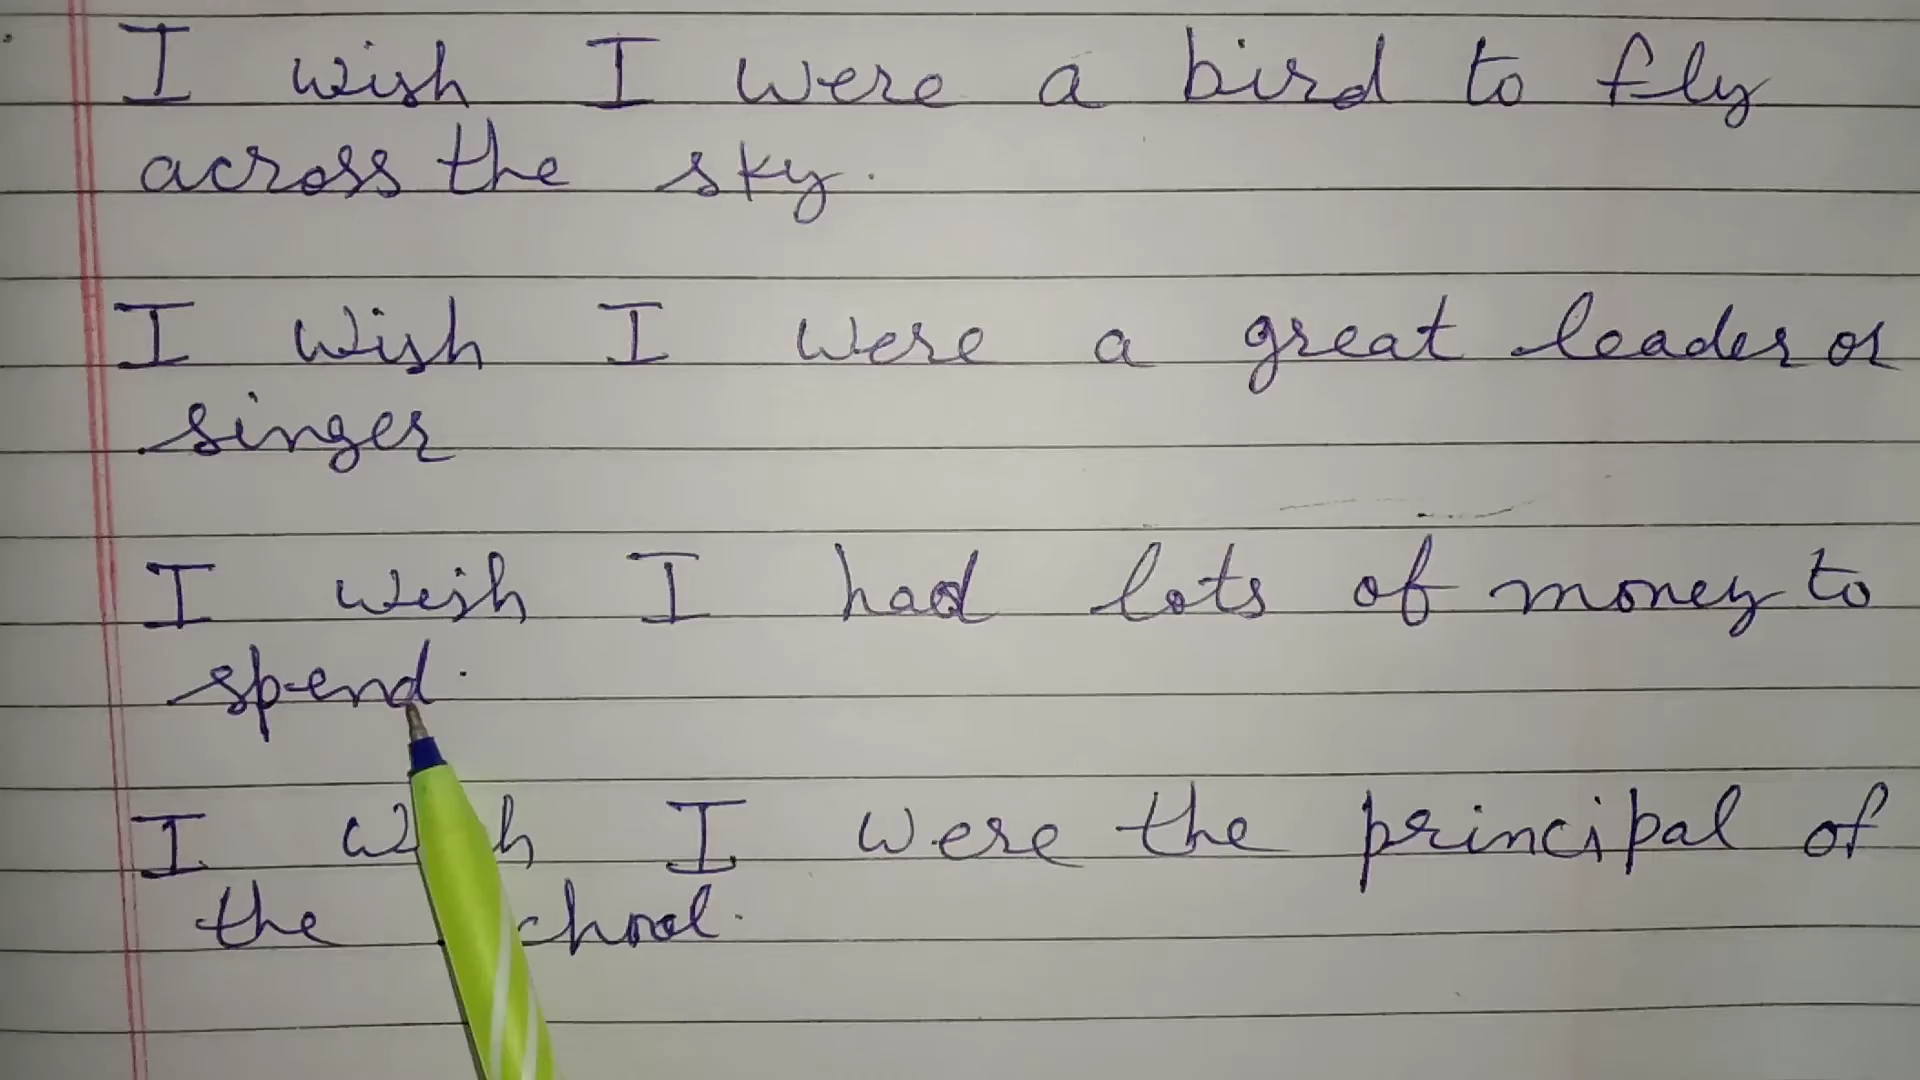 I wish I were a bird to fly
across the sky.
I wish I were a great leader or
singer
I wish I had lots of money to
spend.
I I were the principal of
the